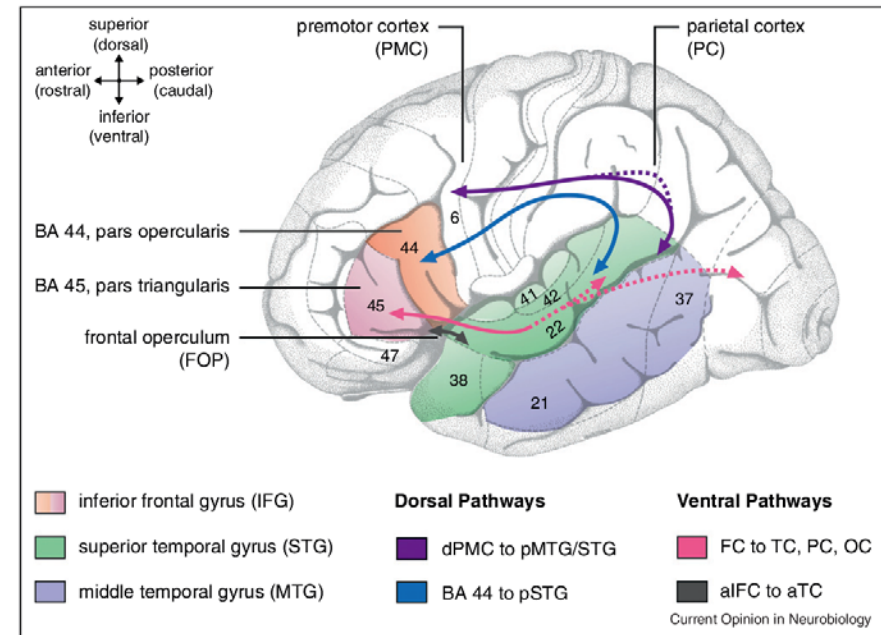 superior
(dorsal)
anterior
(rostral)
posterior
(caudal)
inferior
(ventral)
premotor cortex
(PMC)
parietal cortex
(PC)
BA 44, pars opercularis
BA 45, pars triangularis
frontal operculum
(FOP)
6
44
45
47
41
42
22
38
21
37
inferior frontal gyrus (IFG)
superior temporal gyrus (STG)
middle temporal gyrus (MTG)
Dorsal Pathways
dPMC to pMTG/STG
BA 44 to pSTG
Ventral Pathways
FC to TC, PC, OC
aIFC to aTC
Current Opinion in Neurobiology